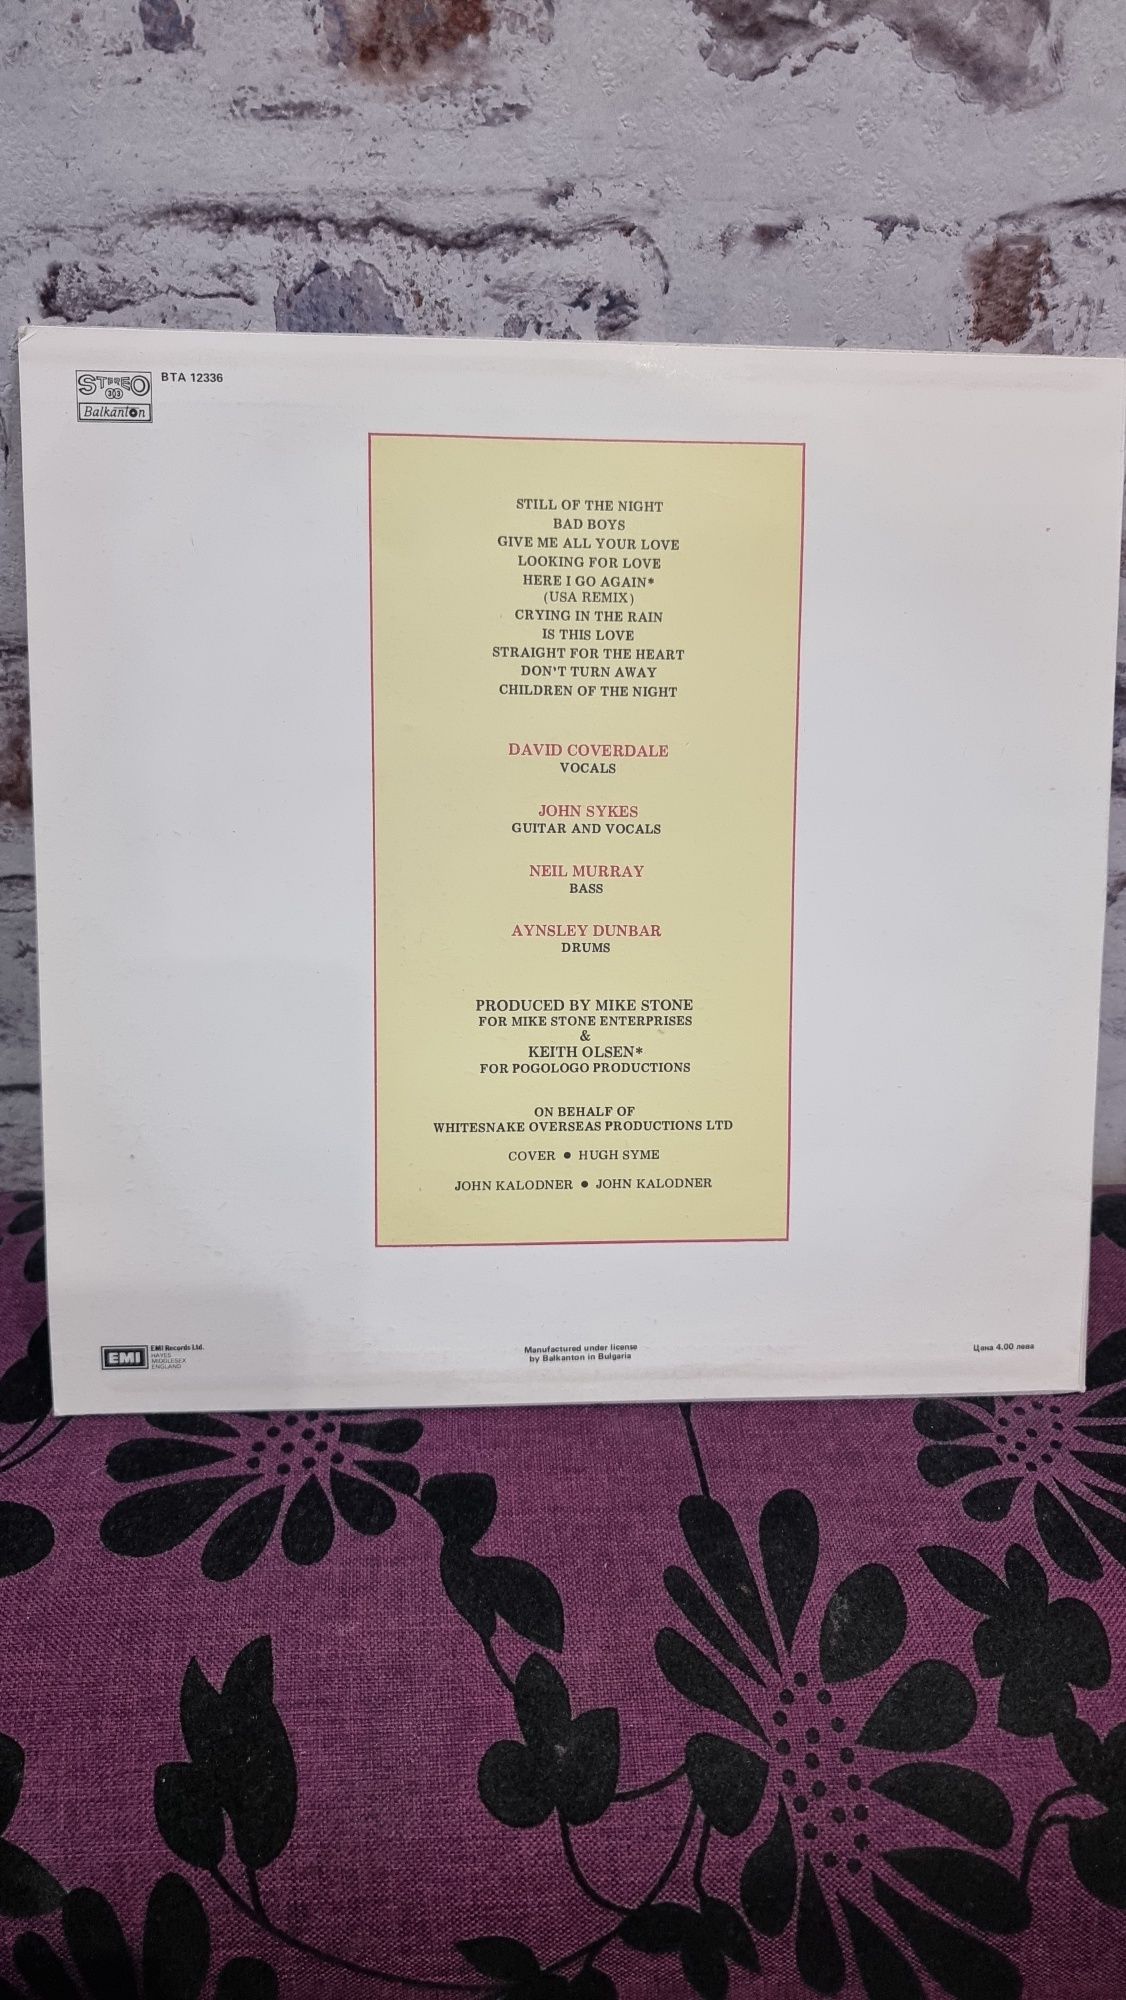 STEREO
33
Balkanton
BTA 12336
STILL OF THE NIGHT
BAD BOYS
GIVE ME ALL YOUR LOVE
LOOKING FOR LOVE
HERE I GO AGAIN*
(USA REMIX)
CRYING IN THE RAIN
IS THIS LOVE
STRAIGHT FOR THE HEART
DON'T TURN AWAY
CHILDREN OF THE NIGHT
DAVID COVERDALE
VOCALS
JOHN SYKES
GUITAR AND VOCALS
NEIL MURRAY
BASS
AYNSLEY DUNBAR
DRUMS
PRODUCED BY MIKE STONE
FOR MIKE STONE ENTERPRISES
&
KEITH OLSEN*
FOR POGOLOGO PRODUCTIONS
ON BEHALF OF
WHITESNAKE OVERSEAS PRODUCTIONS LTD
COVER ● HUGH SYME
JOHN KALODNER ● JOHN KALODNER
EMI
EMI Records Ltd.
HAYES
MIDDLESEX
ENGLAND
Manufactured under license
by Balkanton in Bulgaria
Цена 4.00 лева